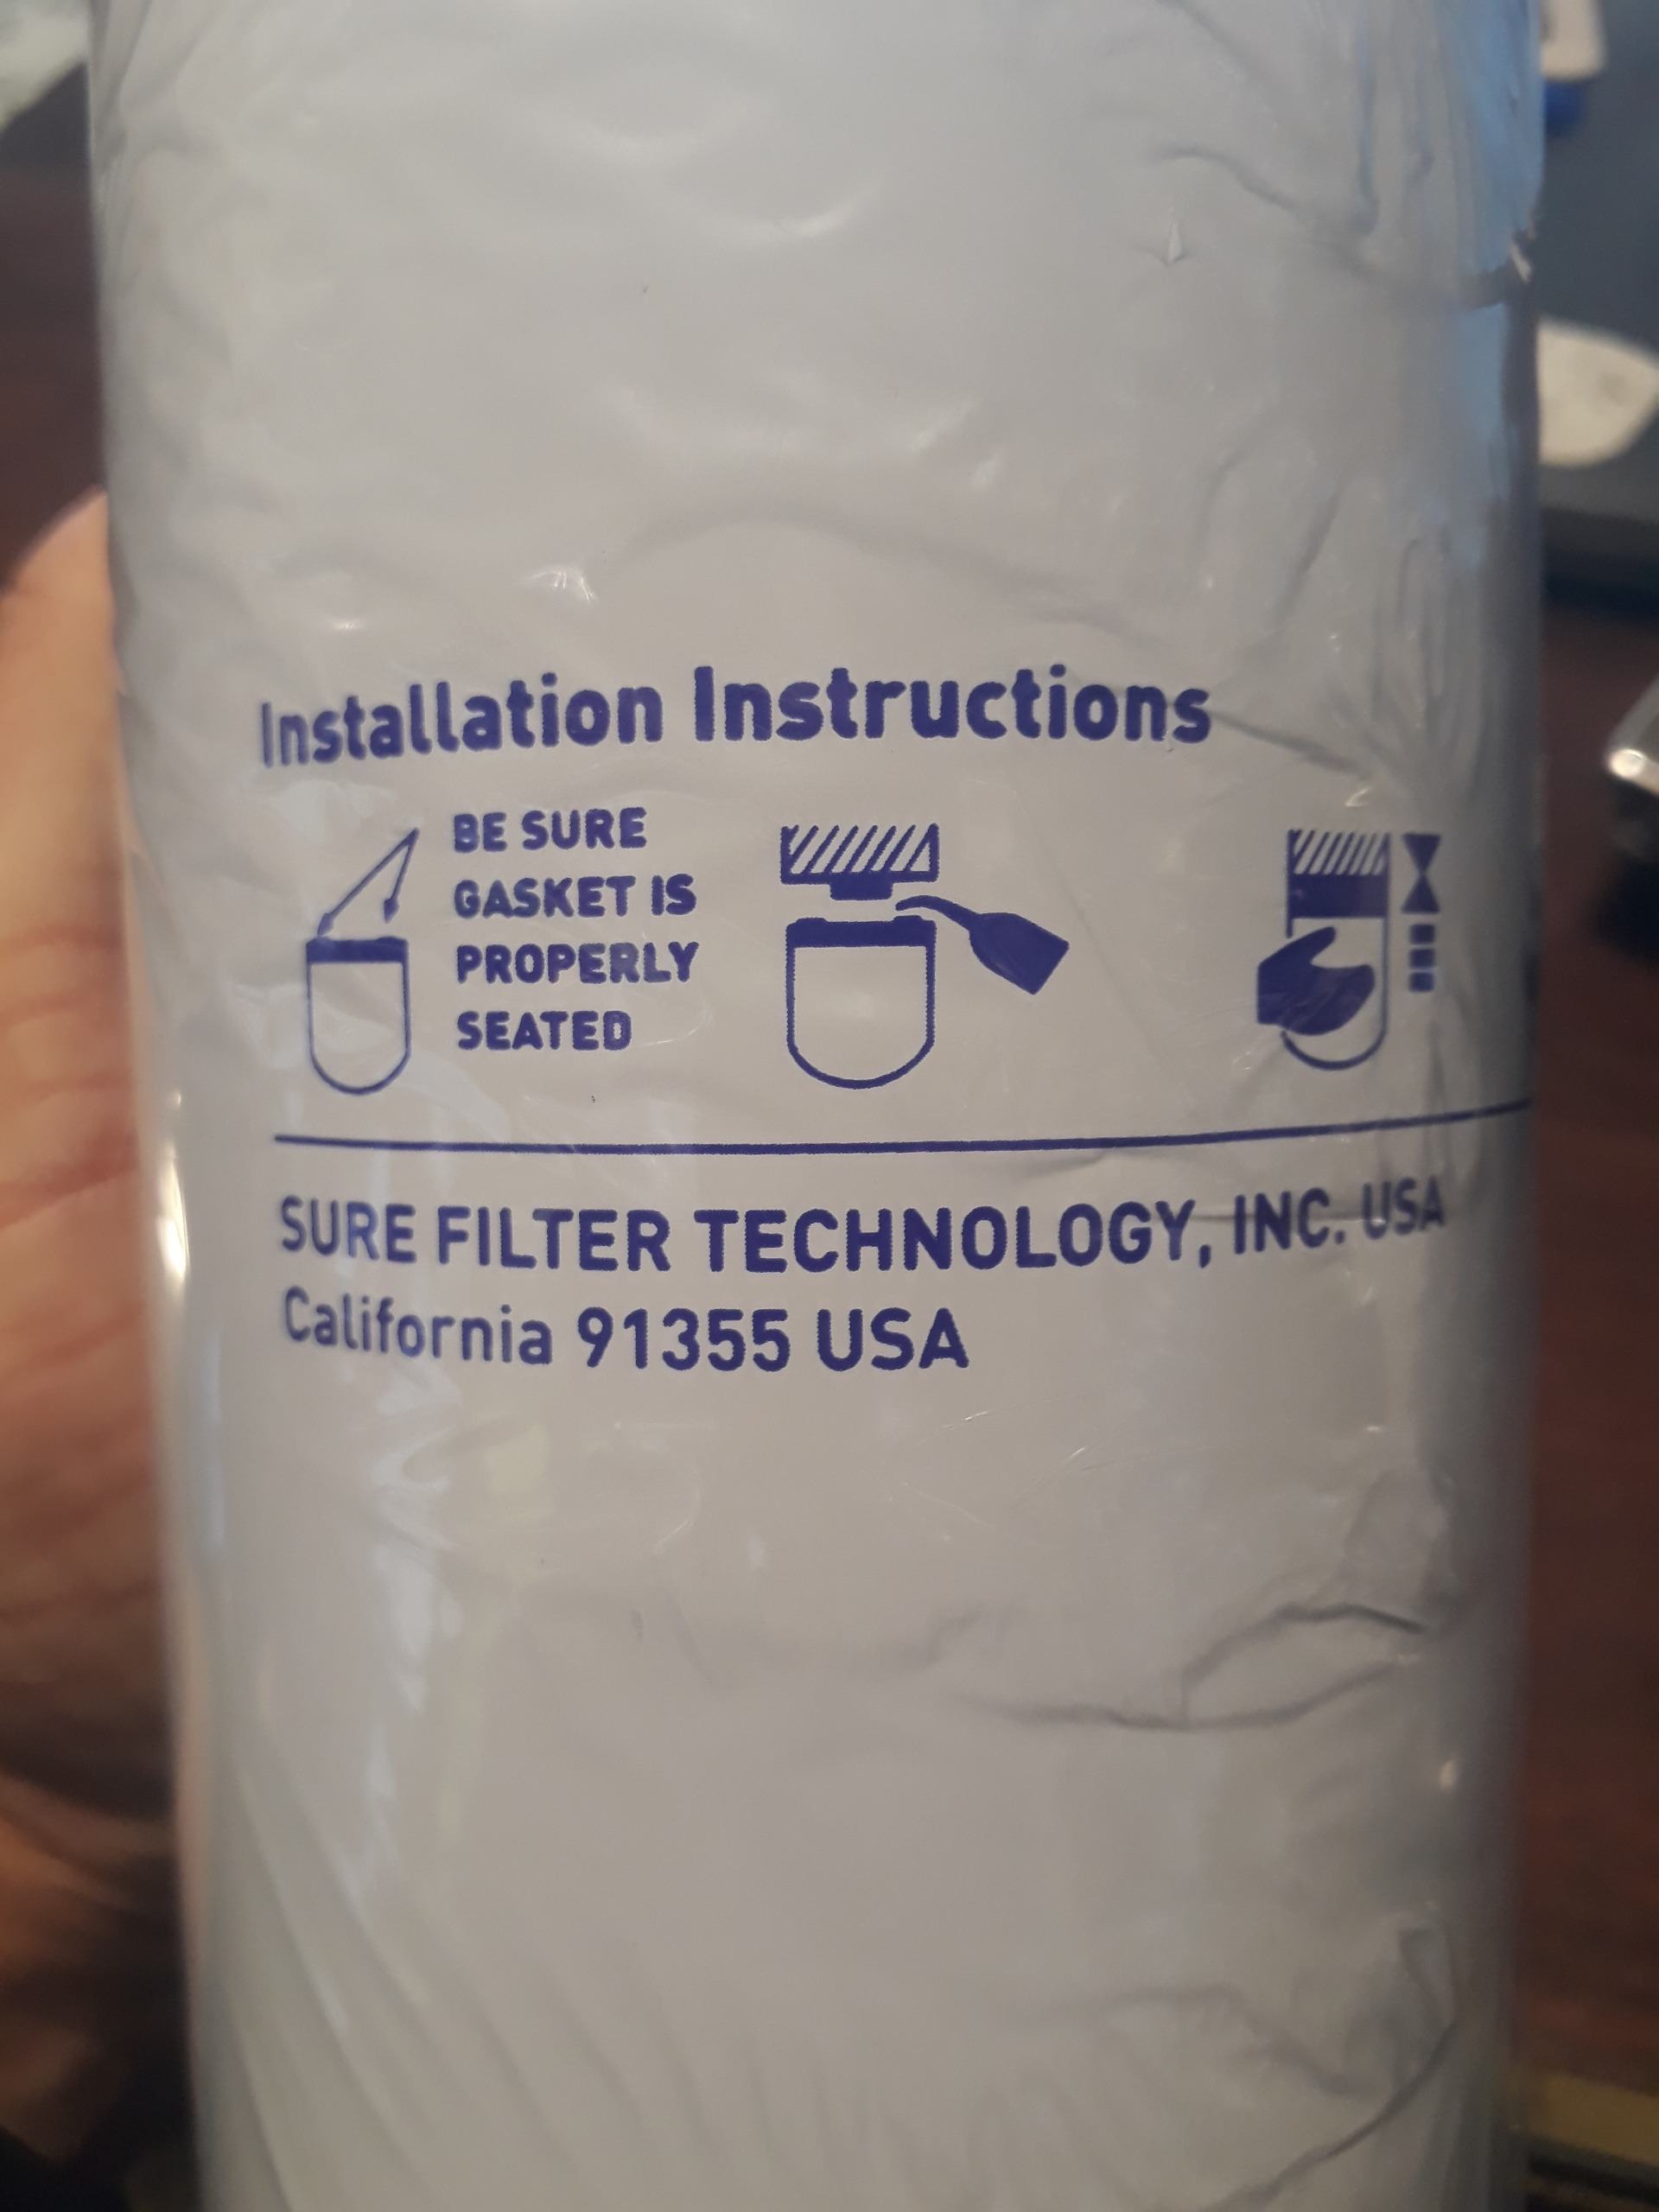 Installation Instructions
BE SURE
GASKET IS
PROPERLY
SEATED
SURE FILTER TECHNOLOGY, INC. USA
California 91355 USA